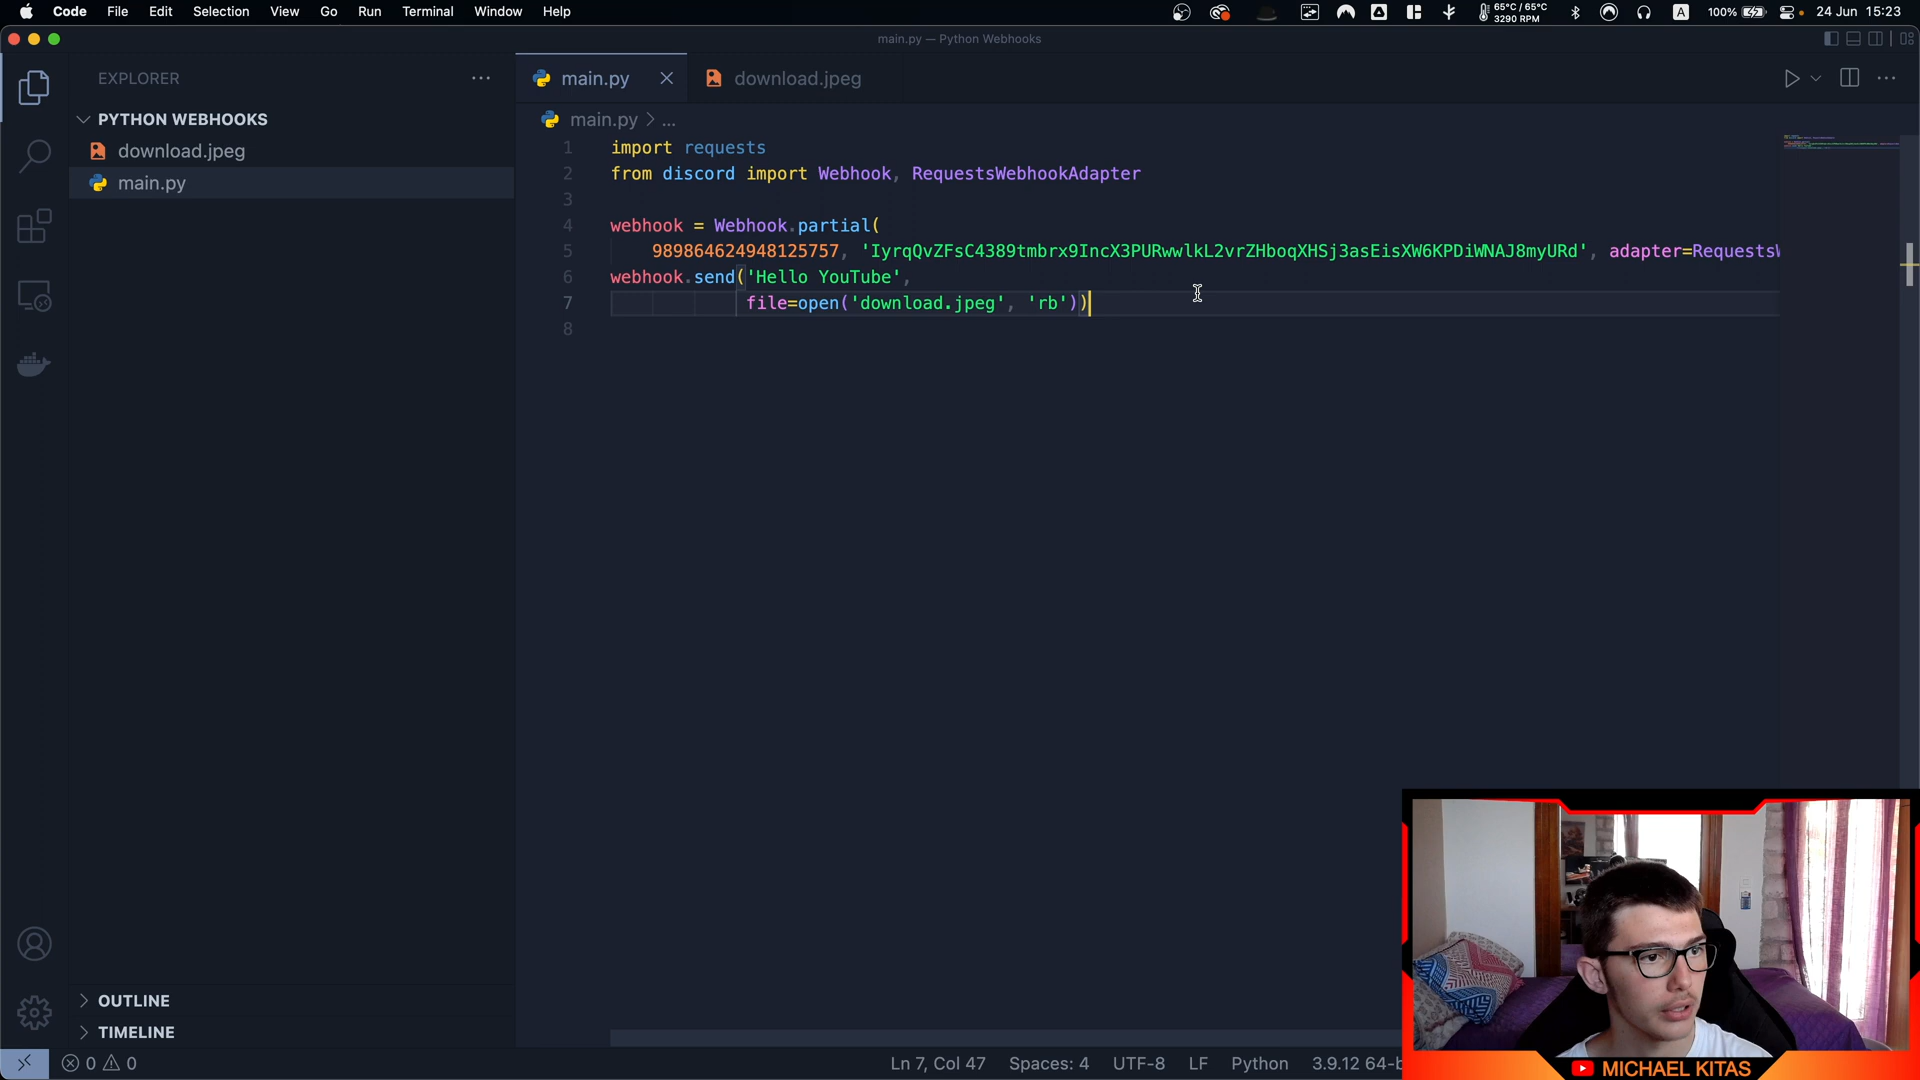 Code File Edit Selection View Go Run Terminal Window Help
65°C / 65°C
3290 RPM
A
100%
24 Jun 15:23
main.py — Python Webhooks
EXPLORER
PYTHON WEBHOOKS
download.jpeg
main.py
main.py
download.jpeg
main.py > ...
1 import requests
2 from discord import Webhook, RequestsWebhookAdapter
3
4 webhook = Webhook.partial(
5 989864624948125757, 'IyrqQvZFsC4389tmbrx9IncX3PURwwlkL2vrZHboqXHSj3asEisXW6KPDiWNAJ8myURd', adapter=Requests
6 webhook.send('Hello YouTube',
7 file=open('download.jpeg', 'rb'))
8
OUTLINE
TIMELINE
0 0
Ln 7, Col 47 Spaces: 4 UTF-8 LF Python 3.9.12 64-b
MICHAEL KITAS